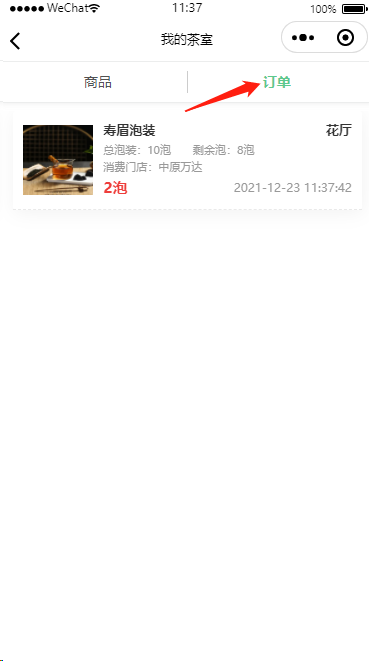 WeChat 11:37 100%
我的茶室
商品 订单
寿眉泡装 花厅
总泡装：10泡 剩余泡：8泡
消费门店：中原万达
2泡 2021-12-23 11:37:42